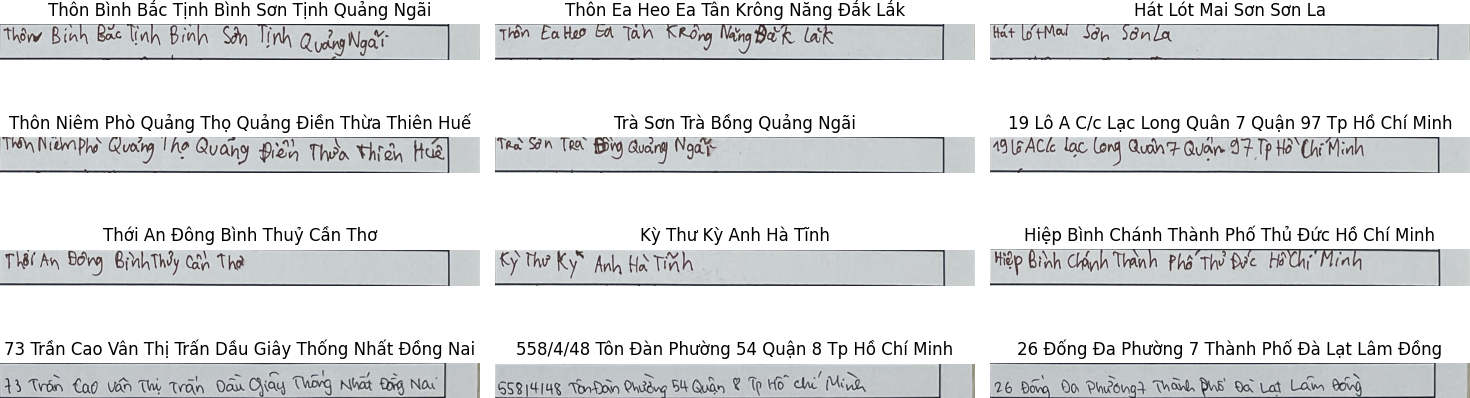 Thôn Bình Bắc Tịnh Bình Sơn Tịnh Quảng Ngãi
Thôn Ea Heo Ea Tân Krông Năng Đắk Lắk
Hát Lót Mai Sơn Sơn La
Thôn Bình Bắc Tịnh Bình Sơn Tịnh Quảng Ngãi
Thôn Ea Heo Ea Tân KRông Năng Đắk Lắk
Hát Lót Mai Sơn Sơn La
Thôn Niêm Phò Quảng Thọ Quảng Điền Thừa Thiên Huế
Trà Sơn Trà Bồng Quảng Ngãi
19 Lô A C/c Lạc Long Quân 7 Quận 97 Tp Hồ Chí Minh
Thôn Niêm Phò Quảng Thọ Quảng Điền Thừa Thiên Huế
Trà Sơn Trà Bồng Quảng Ngãi
19 Lô A C/c Lạc Long Quân 7 Quận 97 Tp Hồ Chí Minh
Thới An Đông Bình Thuỷ Cần Thơ
Kỳ Thư Kỳ Anh Hà Tĩnh
Hiệp Bình Chánh Thành Phố Thủ Đức Hồ Chí Minh
Thới An Đông Bình Thủy Cần Thơ
Kỳ Thư Kỳ Anh Hà Tĩnh
Hiệp Bình Chánh Thành Phố Thủ Đức Hồ Chí Minh
73 Trần Cao Vân Thị Trấn Dầu Giây Thống Nhất Đồng Nai
558/4/48 Tôn Đàn Phường 54 Quận 8 Tp Hồ Chí Minh
26 Đống Đa Phường 7 Thành Phố Đà Lạt Lâm Đồng
73 Trần Cao Vân Thị Trấn Dầu Giây Thống Nhất Đồng Nai
558/4/48 Tôn Đàn Phường 54 Quận 8 Tp Hồ chí Minh
26 Đống Đa Phường 7 Thành phố Đà Lạt Lâm Đồng